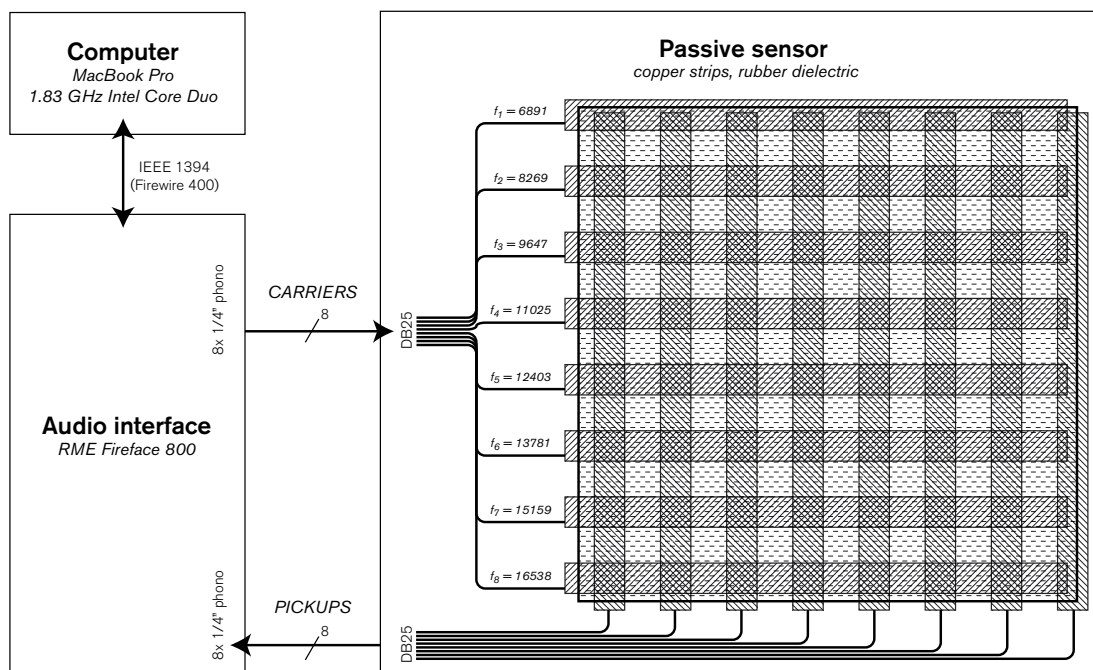 Computer
MacBook Pro
1.83 GHz Intel Core Duo
IEEE 1394
(Firewire 400)
Audio interface
RME Fireface 800
8x 1/4" phono
8x 1/4" phono
CARRIERS
8
PICKUPS
8
Passive sensor
copper strips, rubber dielectric
DB25
f1 = 6891
f2 = 8269
f3 = 9647
f4 = 11025
f5 = 12403
f6 = 13781
f7 = 15159
f8 = 16538
DB25